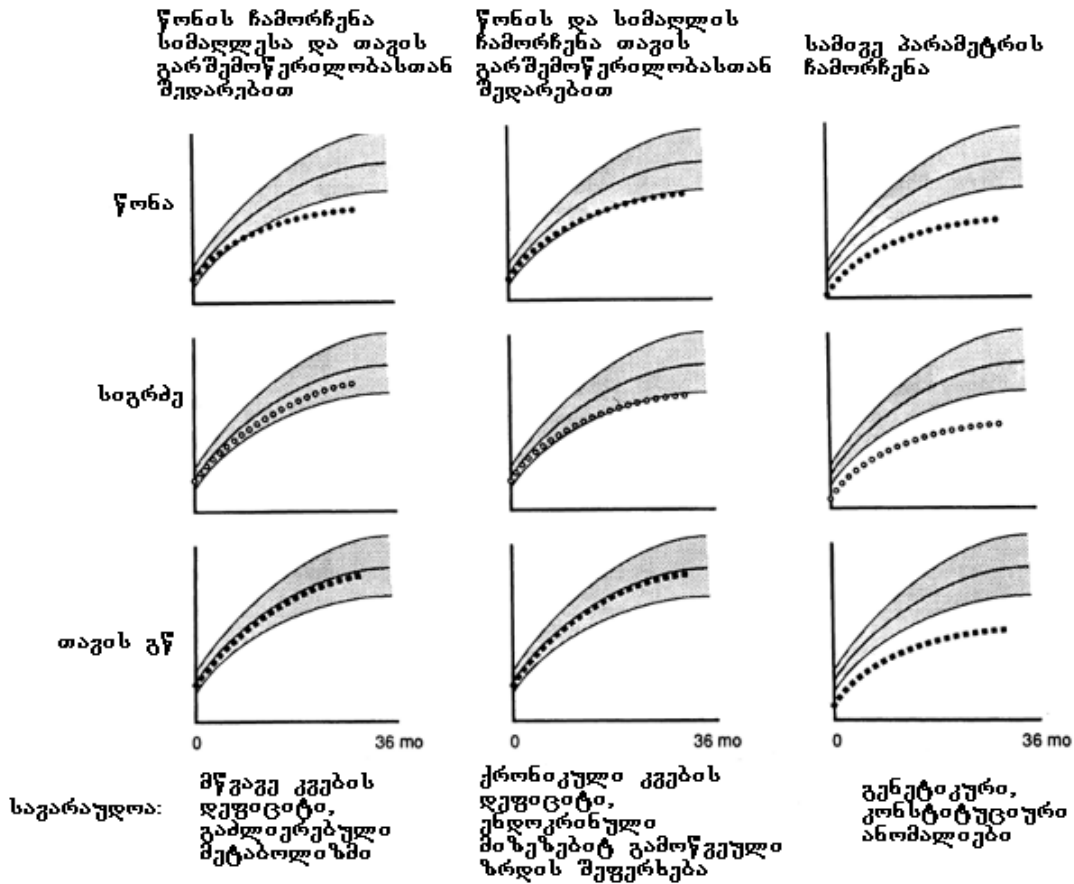 წონის ჩამორჩენა
სიმაღლესა და თავის
გარშემოწერილობასთან
შედარებით
წონის და სიმაღლის
ჩამორჩენა თავის
გარშემოწერილობასთან
შედარებით
სამივე პარამეტრის
ჩამორჩენა
წონა
სიგრძე
თავის გწ
0
36 mo
0
36 mo
0
36 mo
სავარაუდოა:
მწვავე კვების
დეფიციტი,
გაძლიერებული
მეტაბოლიზმი
ქრონიკული კვების
დეფიციტი,
ენდოკრინული
მიზეზებიტ გამოწვეული
ზრდის შეფერხება
გენეტიკური,
კონსტიტუციური
ანომალიები